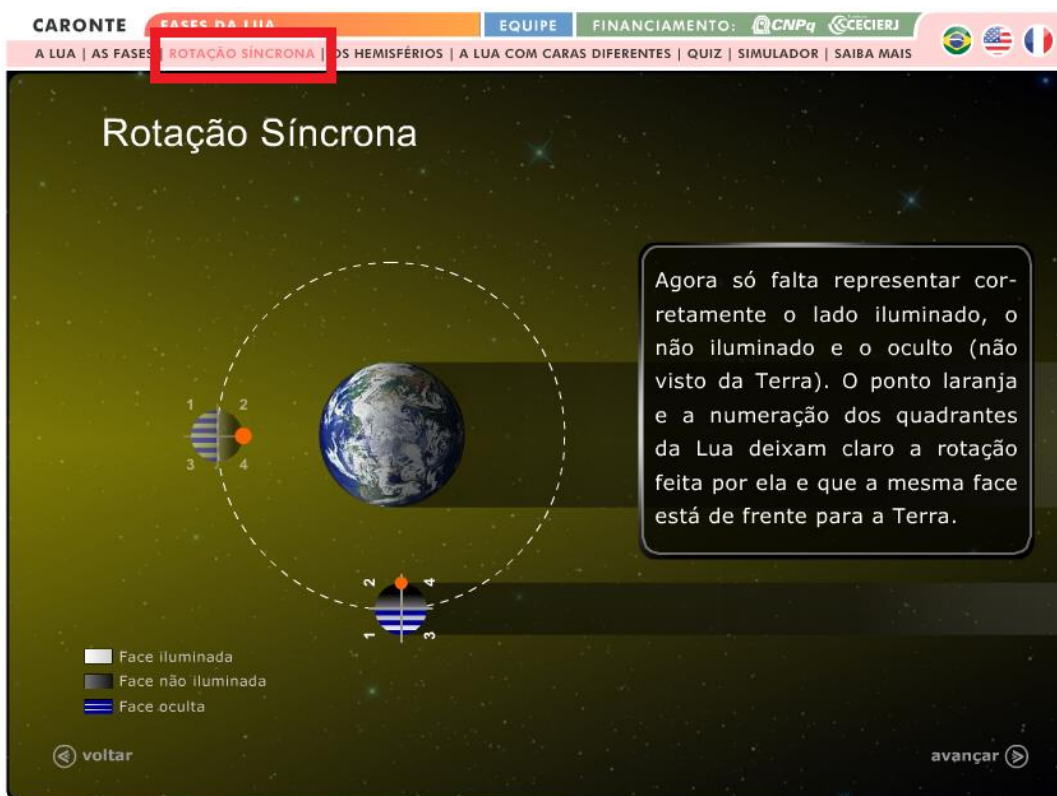 CARONTE FASES DA LUA EQUIPE FINANCIAMENTO: CNPq CECIERJ
A LUA | AS FASES | ROTAÇÃO SÍNCRONA | OS HEMISFÉRIOS | A LUA COM CARAS DIFERENTES | QUIZ | SIMULADOR | SAIBA MAIS
Rotação Síncrona
Agora só falta representar cor-
retamente o lado iluminado, o
não iluminado e o oculto (não
visto da Terra). O ponto laranja
e a numeração dos quadrantes
da Lua deixam claro a rotação
feita por ela e que a mesma face
está de frente para a Terra.
1 2
3 4
2 4
1 3
Face iluminada
Face não iluminada
Face oculta
voltar
avançar